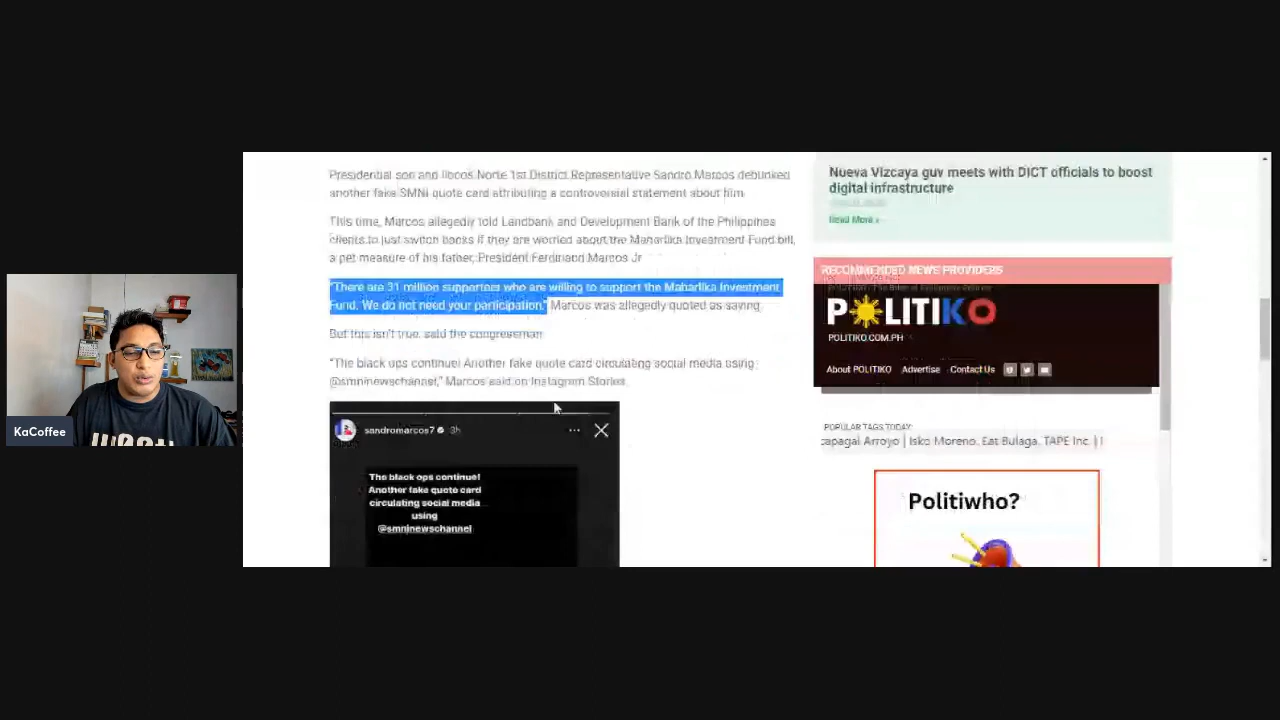 Presidential son and Ilocos Norte 1st District Representative Sandro Marcos debunked
another fake SMNI quote card attributing a controversial statement about him
This time, Marcos allegedly told Landbank and Development Bank of the Philippines
clients to just switch banks if they are worried about the Maharlika Investment Fund bill,
a pet measure of his father, President Ferdinand Marcos Jr
"There are 31 million supporters who are willing to support the Maharlika Investment
Fund. We do not need your participation," Marcos was allegedly quoted as saying
But this isn't true, said the congressman
"The black ops continue! Another fake quote card circulating social media using
@smninewschannel," Marcos said on Instagram Stories.
sandromarcos7 3h
The black ops continue!
Another fake quote card
circulating social media
using
@smninewschannel
KaCoffee
Nueva Vizcaya guv meets with DICT officials to boost
digital infrastructure
Read More »
RECOMMENDED NEWS PROVIDERS
POLITIKO
POLITIKO.COM.PH
About POLITIKO Advertise Contact Us
POPULAR TAGS TODAY:
capagal Arroyo | Isko Moreno, Eat Bulaga, TAPE Inc. |
Politiwho?